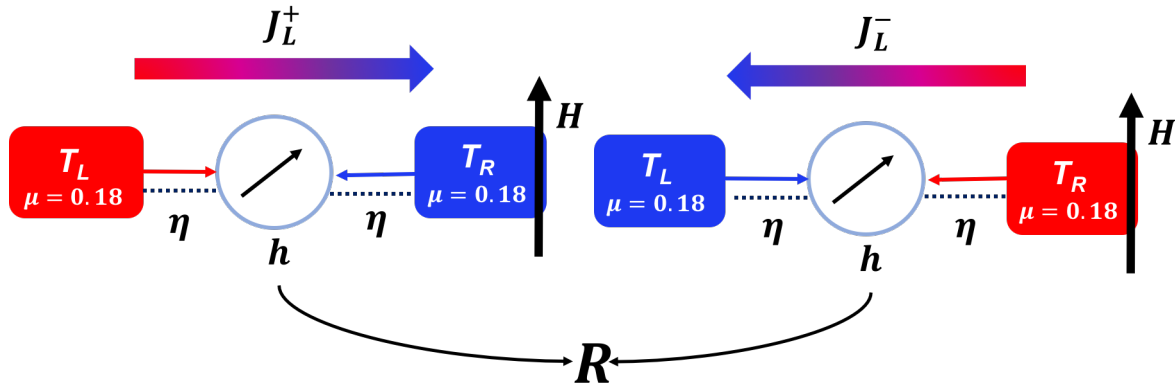 J_L^+
J_L^-
T_L
μ = 0.18
η
h
η
T_R
μ = 0.18
H
T_L
μ = 0.18
η
h
η
T_R
μ = 0.18
H
R